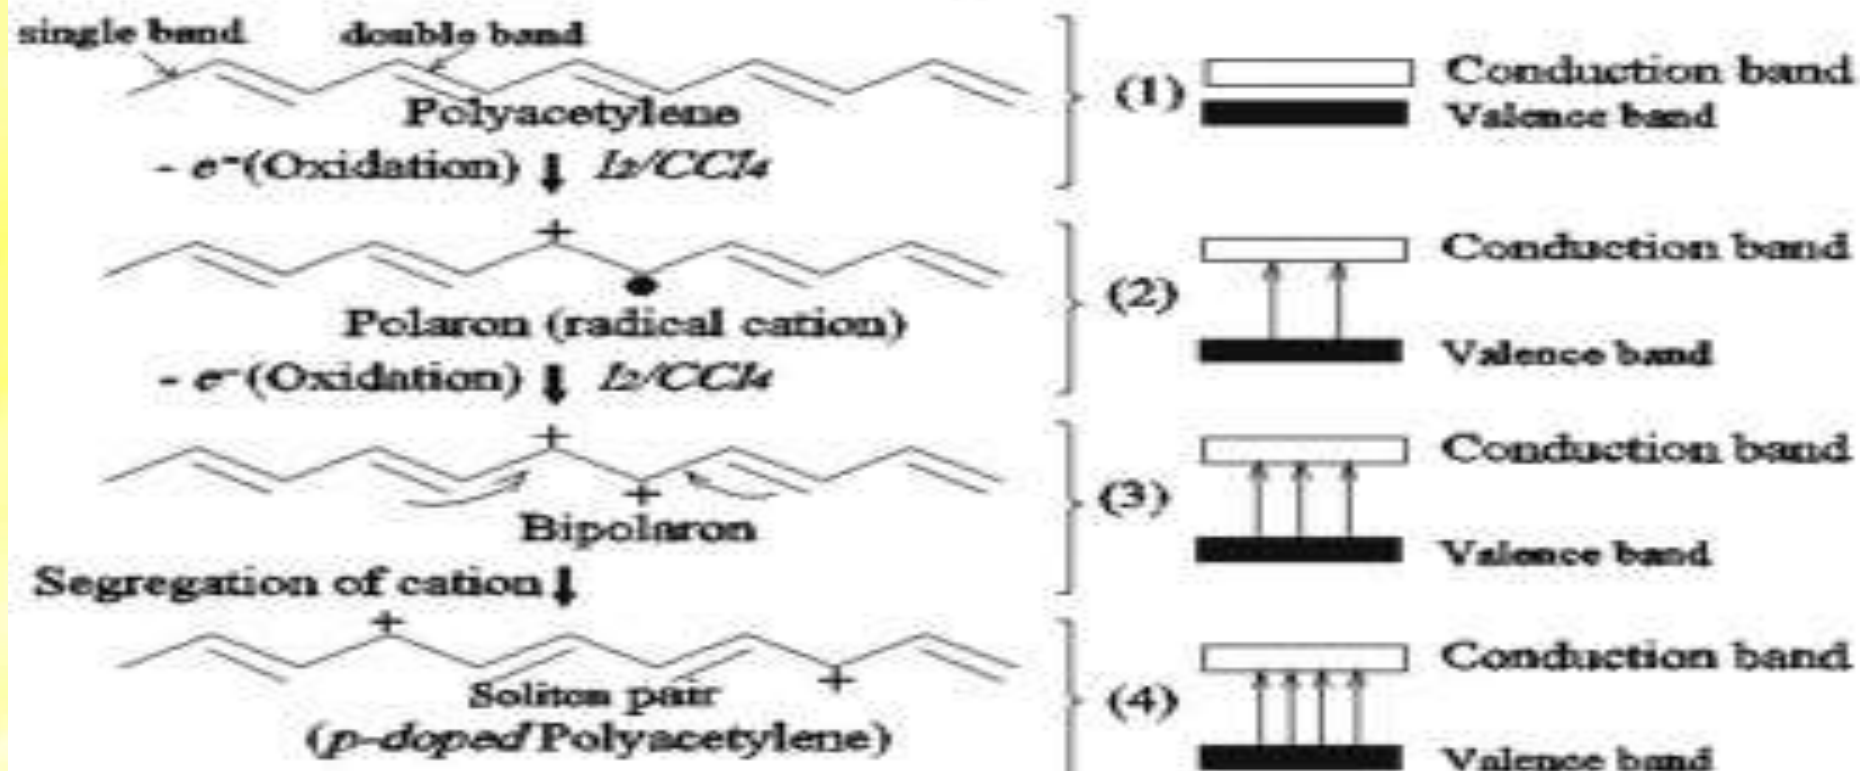 single band double band
Polyacetylene
- e⁻(Oxidation) I₂/CCl₄
(1)
Conduction band
Valence band
+
Polaron (radical cation)
- e⁻(Oxidation) I₂/CCl₄
(2)
Conduction band
Valence band
+
+
Bipolaron
(3)
Conduction band
Valence band
Segregation of cation
+
+
Soliton pair
(p-doped Polyacetylene)
(4)
Conduction band
Valence band